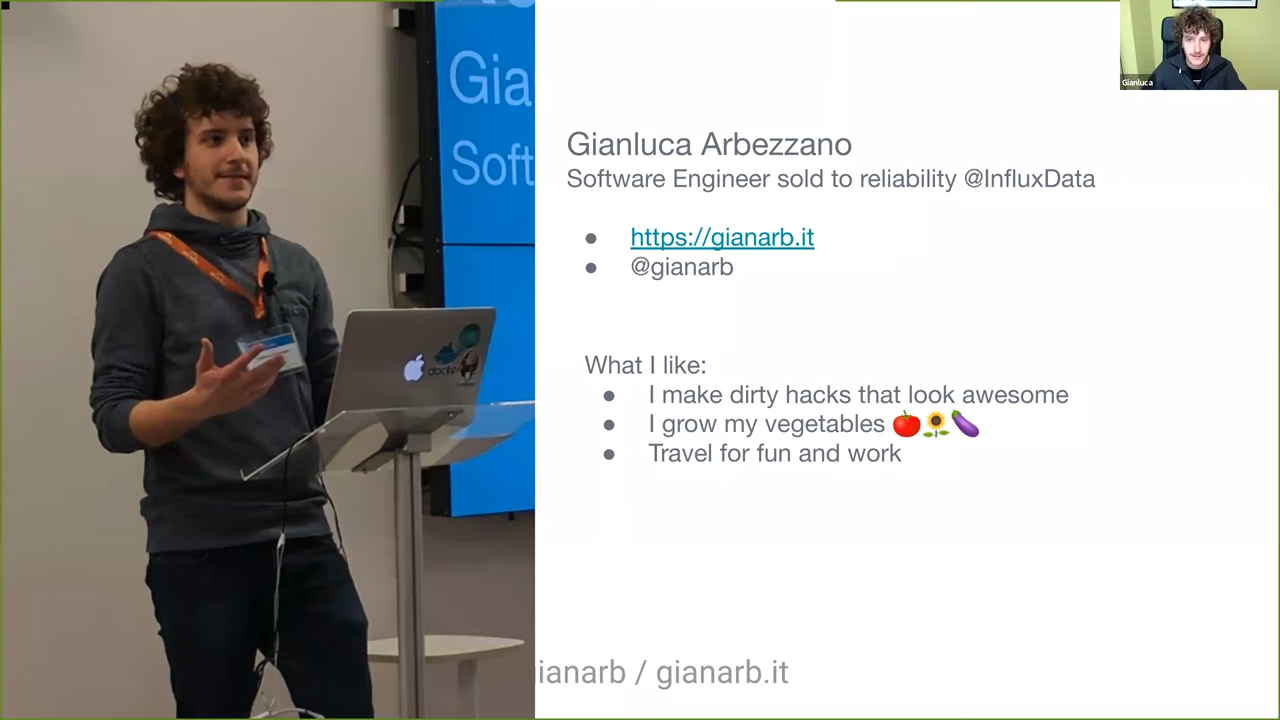 Gia
Soft
docker
Gianluca
Gianluca Arbezzano
Software Engineer sold to reliability @InfluxData
https://gianarb.it
@gianarb
What I like:
I make dirty hacks that look awesome
I grow my vegetables 🍅🌻🍆
Travel for fun and work
ianarb / gianarb.it